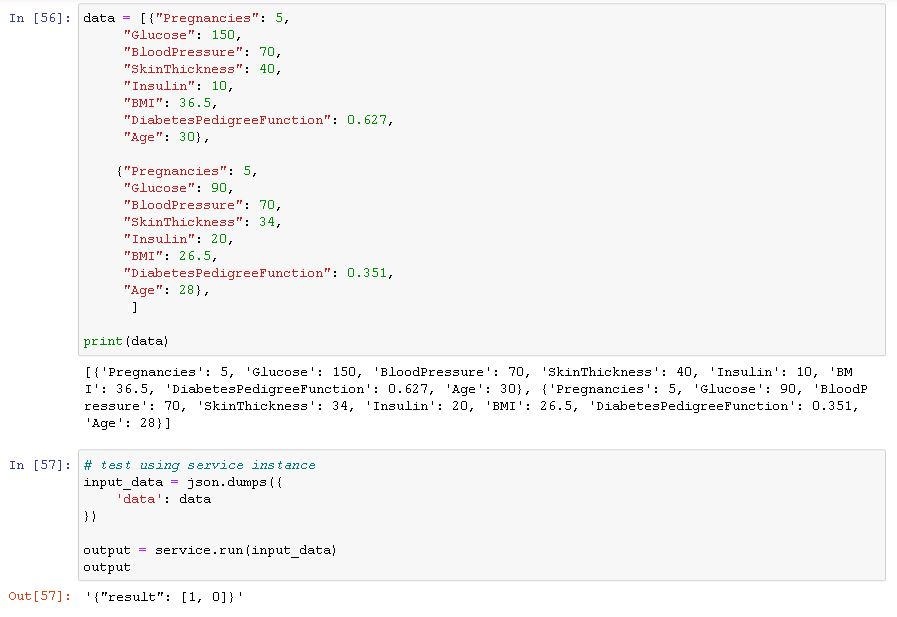 In [56]: data = [{"Pregnancies": 5,
"Glucose": 150,
"BloodPressure": 70,
"SkinThickness": 40,
"Insulin": 10,
"BMI": 36.5,
"DiabetesPedigreeFunction": 0.627,
"Age": 30},
{"Pregnancies": 5,
"Glucose": 90,
"BloodPressure": 70,
"SkinThickness": 34,
"Insulin": 20,
"BMI": 26.5,
"DiabetesPedigreeFunction": 0.351,
"Age": 28},
]
print(data)
[{'Pregnancies': 5, 'Glucose': 150, 'BloodPressure': 70, 'SkinThickness': 40, 'Insulin': 10, 'BM
I': 36.5, 'DiabetesPedigreeFunction': 0.627, 'Age': 30}, {'Pregnancies': 5, 'Glucose': 90, 'BloodP
ressure': 70, 'SkinThickness': 34, 'Insulin': 20, 'BMI': 26.5, 'DiabetesPedigreeFunction': 0.351,
'Age': 28}]
In [57]: # test using service instance
input_data = json.dumps({
'data': data
})
output = service.run(input_data)
output
Out[57]: '{"result": [1, 0]}'